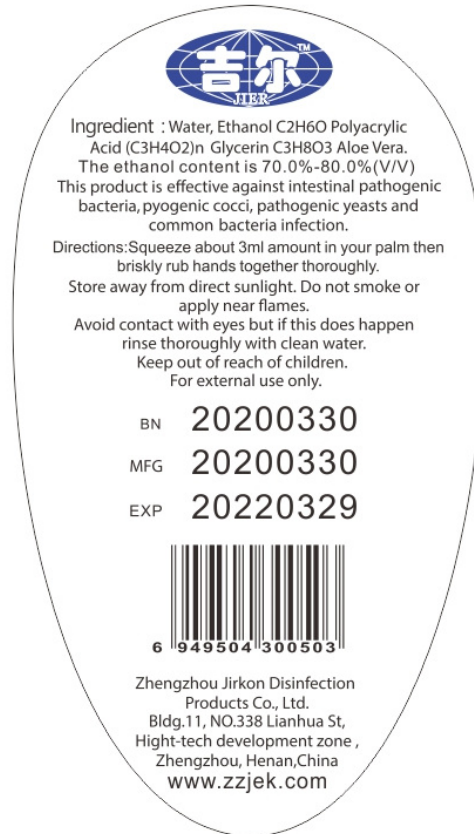 吉尔™
JIER
Ingredient : Water, Ethanol C2H6O Polyacrylic
Acid (C3H4O2)n Glycerin C3H8O3 Aloe Vera.
The ethanol content is 70.0%-80.0%(V/V)
This product is effective against intestinal pathogenic
bacteria, pyogenic cocci, pathogenic yeasts and
common bacteria infection.
Directions:Squeeze about 3ml amount in your palm then
briskly rub hands together thoroughly.
Store away from direct sunlight. Do not smoke or
apply near flames.
Avoid contact with eyes but if this does happen
rinse thoroughly with clean water.
Keep out of reach of children.
For external use only.
BN 20200330
MFG 20200330
EXP 20220329
6 949504 300503
Zhengzhou Jirkon Disinfection
Products Co., Ltd.
Bldg.11, NO.338 Lianhua St,
Hight-tech development zone ,
Zhengzhou, Henan,China
www.zzjek.com